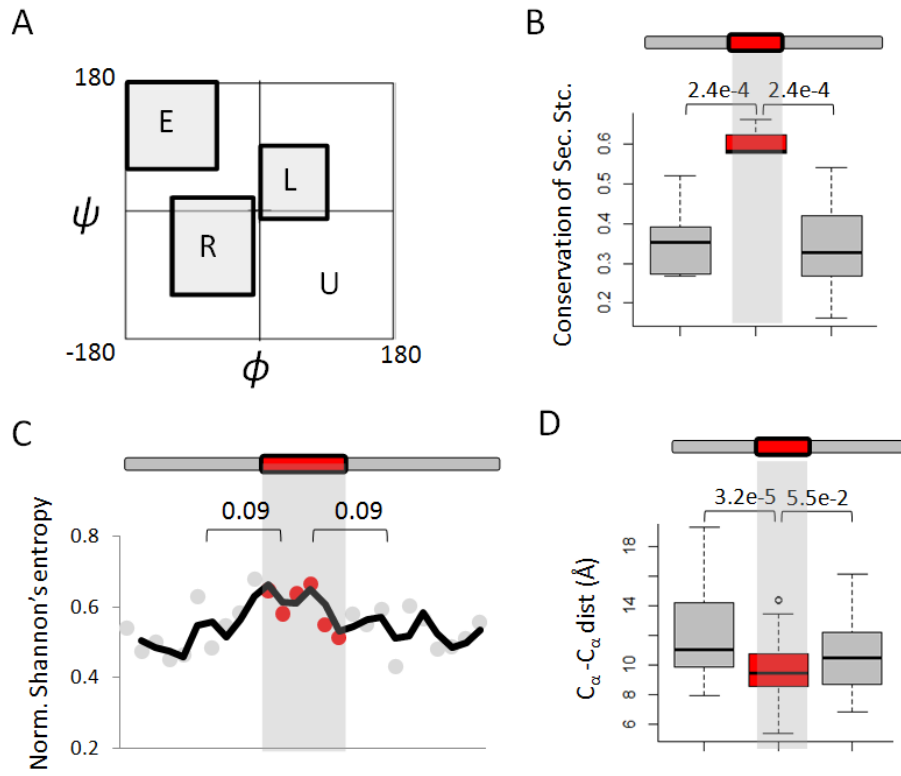 A
180
E
L
ψ
R
U
-180
ϕ
180
B
2.4e-4 2.4e-4
Conservation of Sec. Stc.
0.6
0.5
0.4
0.3
0.2
C
0.09 0.09
Norm. Shannon's entropy
0.8
0.6
0.4
0.2
D
3.2e-5 5.5e-2
Cα -Cα dist (Å)
18
14
10
8
6